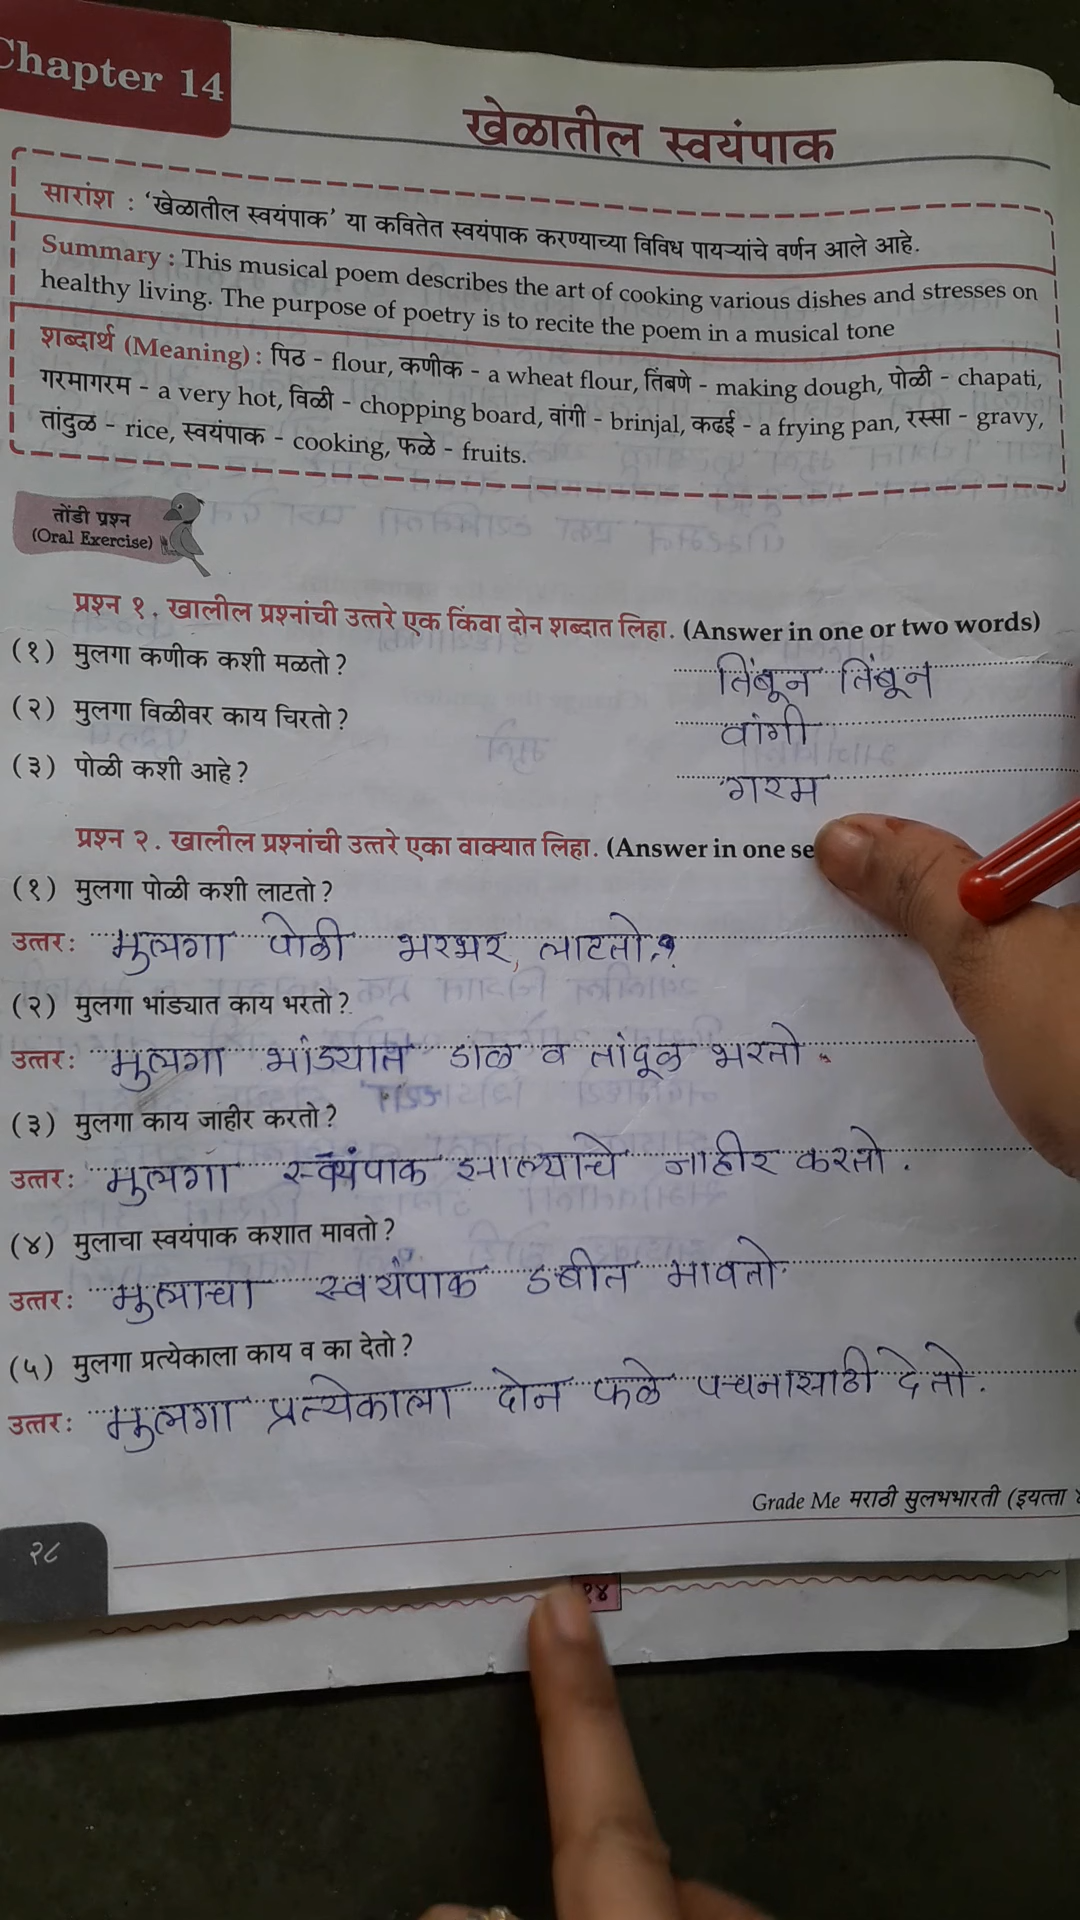 Chapter 14
खेळातील स्वयंपाक
सारांश : ‘खेळातील स्वयंपाक’ या कवितेत स्वयंपाक करण्याच्या विविध पायऱ्यांचे वर्णन आले आहे.
Summary : This musical poem describes the art of cooking various dishes and stresses on
healthy living. The purpose of poetry is to recite the poem in a musical tone
शब्दार्थ (Meaning) : पिठ - flour, कणीक - a wheat flour, तिंबणे - making dough, पोळी - chapati,
गरमागरम - a very hot, विळी - chopping board, वांगी - brinjal, कढई - a frying pan, रस्सा - gravy,
तांदुळ - rice, स्वयंपाक - cooking, फळे - fruits.
तोंडी प्रश्न
(Oral Exercise)
प्रश्न १. खालील प्रश्नांची उत्तरे एक किंवा दोन शब्दात लिहा. (Answer in one or two words)
(१) मुलगा कणीक कशी मळतो ? तिंबून तिंबून
(२) मुलगा विळीवर काय चिरतो ? वांगी
(३) पोळी कशी आहे ? गरम
प्रश्न २. खालील प्रश्नांची उत्तरे एका वाक्यात लिहा. (Answer in one se
(१) मुलगा पोळी कशी लाटतो ?
उत्तर: मुलगा पोळी भरभर लाटतो.
(२) मुलगा भांड्यात काय भरतो ?
उत्तर: मुलगा भांड्यात डाळ व तांदूळ भरतो.
(३) मुलगा काय जाहीर करतो ?
उत्तर: मुलगा स्वयंपाक झाल्याचे जाहीर करतो.
(४) मुलाचा स्वयंपाक कशात मावतो ?
उत्तर: मुलाचा स्वयंपाक डबीत मावतो
(५) मुलगा प्रत्येकाला काय व का देतो ?
उत्तर: मुलगा प्रत्येकाला दोन फळे पचनासाठी देतो.
Grade Me मराठी सुलभभारती (इयत्ता
२८
१४